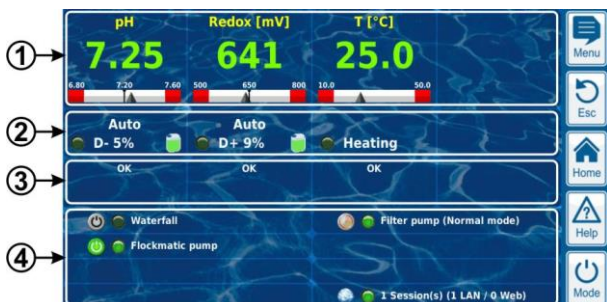 pH Redox [mV] T [°C]
① 7.25 641 25.0
6.80 7.20 7.60 500 650 800 10.0 50.0
Auto Auto
② D- 5% D+ 9% Heating
OK OK OK
③
Waterfall Filter pump (Normal mode)
Flockmatic pump
④
1 Session(s) (1 LAN / 0 Web)
Menu
Esc
Home
Help
Mode